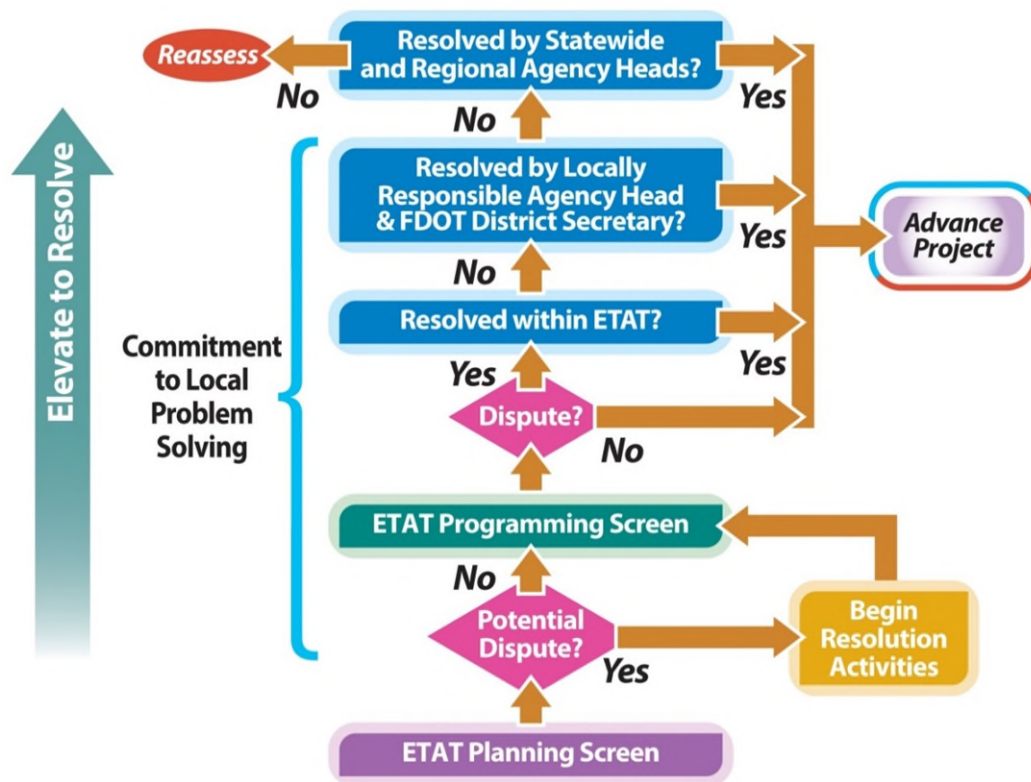 Reassess
Resolved by Statewide
and Regional Agency Heads?
No
Yes
No
Resolved by Locally
Responsible Agency Head
& FDOT District Secretary?
Yes
No
Advance
Project
Elevate to Resolve
Resolved within ETAT?
Yes
Commitment
to Local
Problem
Solving
Yes
Dispute?
No
ETAT Programming Screen
No
Potential
Dispute?
Yes
Begin
Resolution
Activities
ETAT Planning Screen